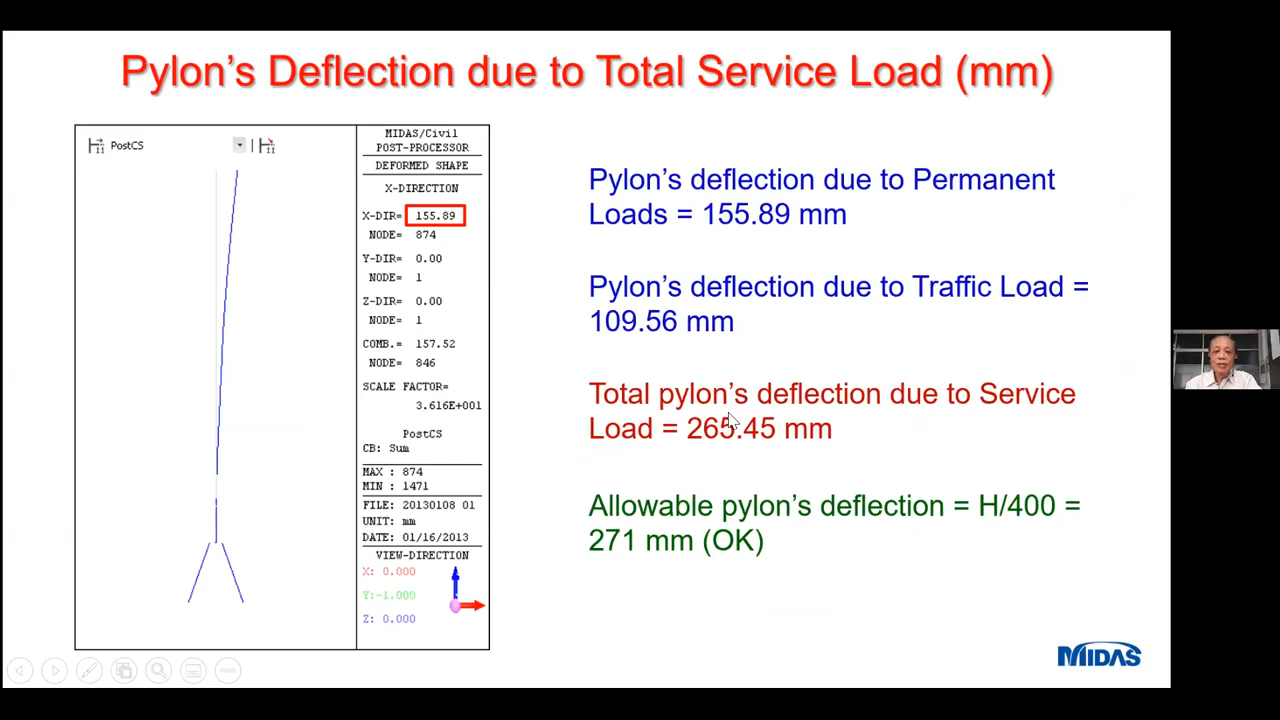 Pylon’s Deflection due to Total Service Load (mm)
PostCS
MIDAS/Civil
POST-PROCESSOR
DEFORMED SHAPE
X-DIRECTION
X-DIR= 155.89
NODE= 874
Y-DIR= 0.00
NODE= 1
Z-DIR= 0.00
NODE= 1
COMB.= 157.52
NODE= 846
SCALE FACTOR=
3.616E+001
PostCS
CB: Sum
MAX : 874
MIN : 1471
FILE: 20130108 01
UNIT: mm
DATE: 01/16/2013
VIEW-DIRECTION
X: 0.000
Y:-1.000
Z: 0.000
Pylon’s deflection due to Permanent
Loads = 155.89 mm
Pylon’s deflection due to Traffic Load =
109.56 mm
Total pylon’s deflection due to Service
Load = 265.45 mm
Allowable pylon’s deflection = H/400 =
271 mm (OK)
MIDAS